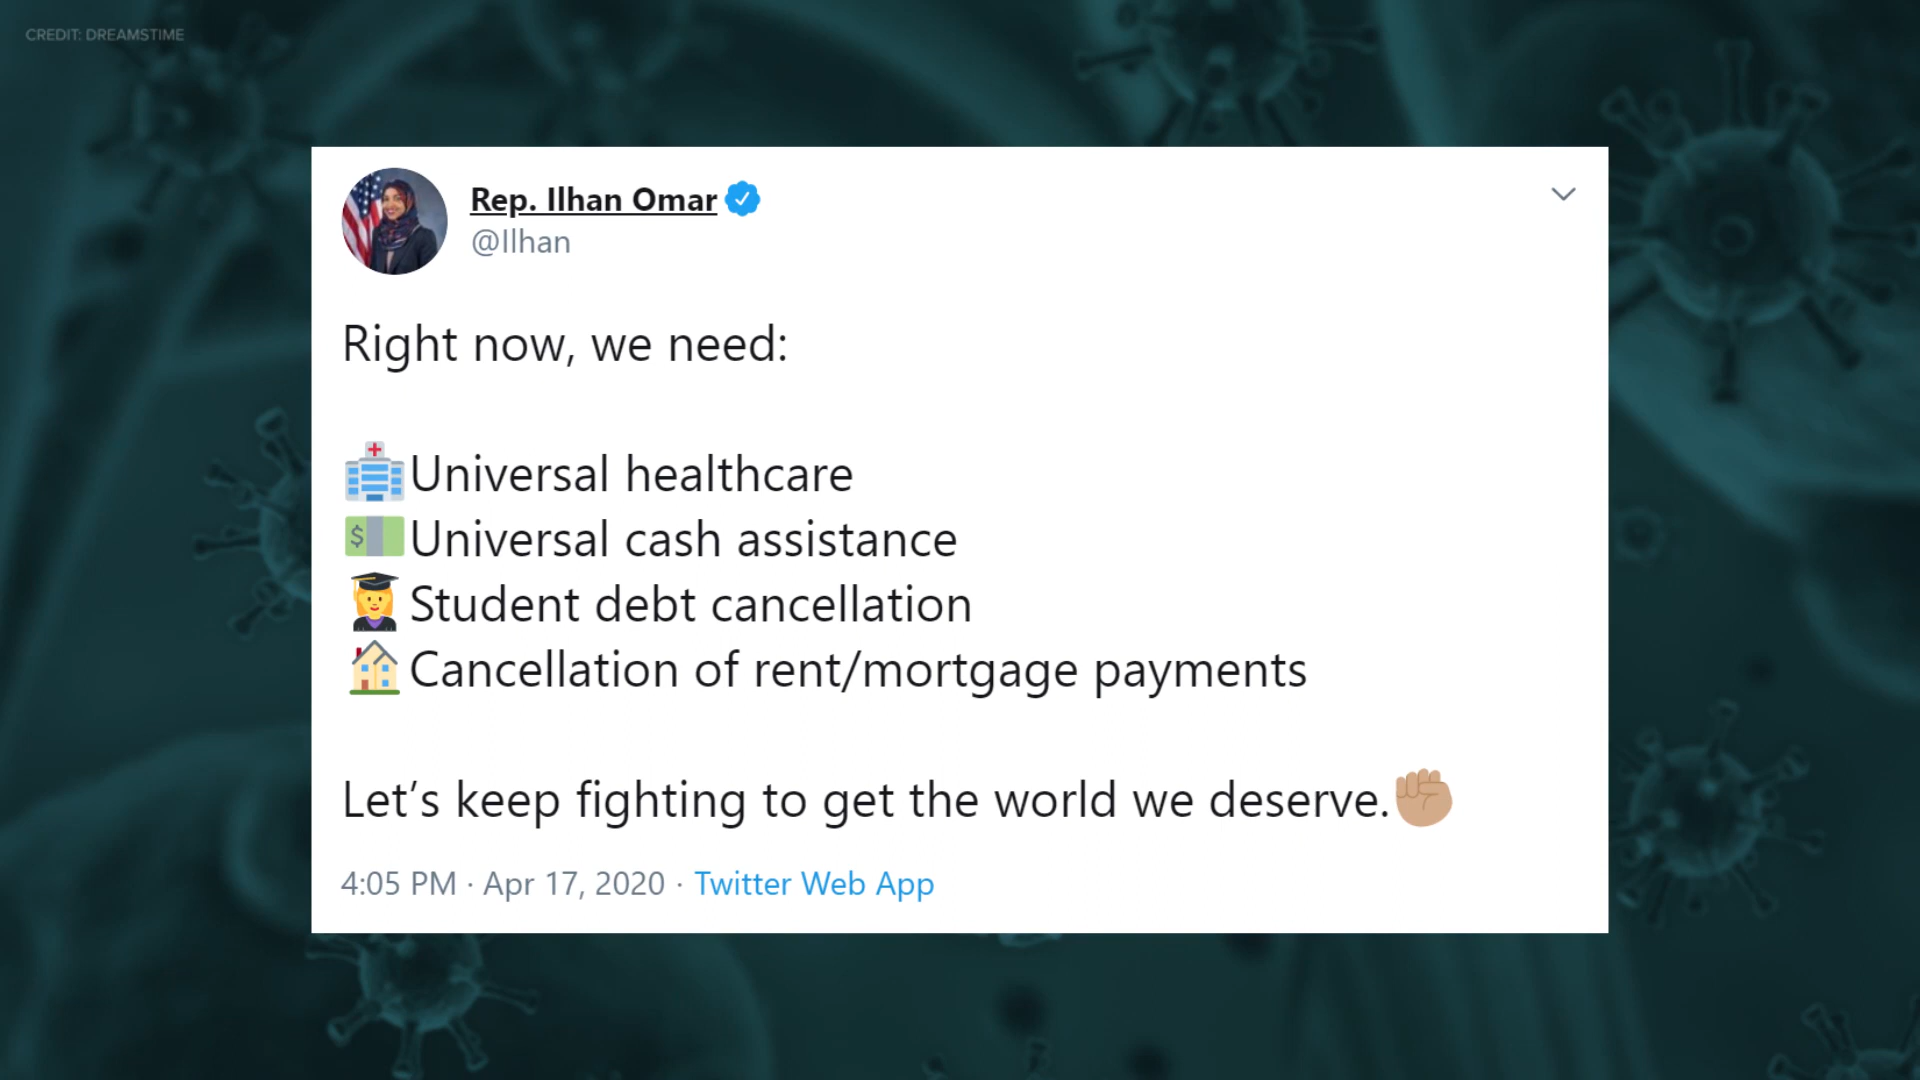 CREDIT: DREAMSTIME
Rep. Ilhan Omar
@Ilhan
Right now, we need:
🏥Universal healthcare
💵Universal cash assistance
👩‍🎓Student debt cancellation
🏡Cancellation of rent/mortgage payments
Let’s keep fighting to get the world we deserve.✊🏽
4:05 PM · Apr 17, 2020 · Twitter Web App